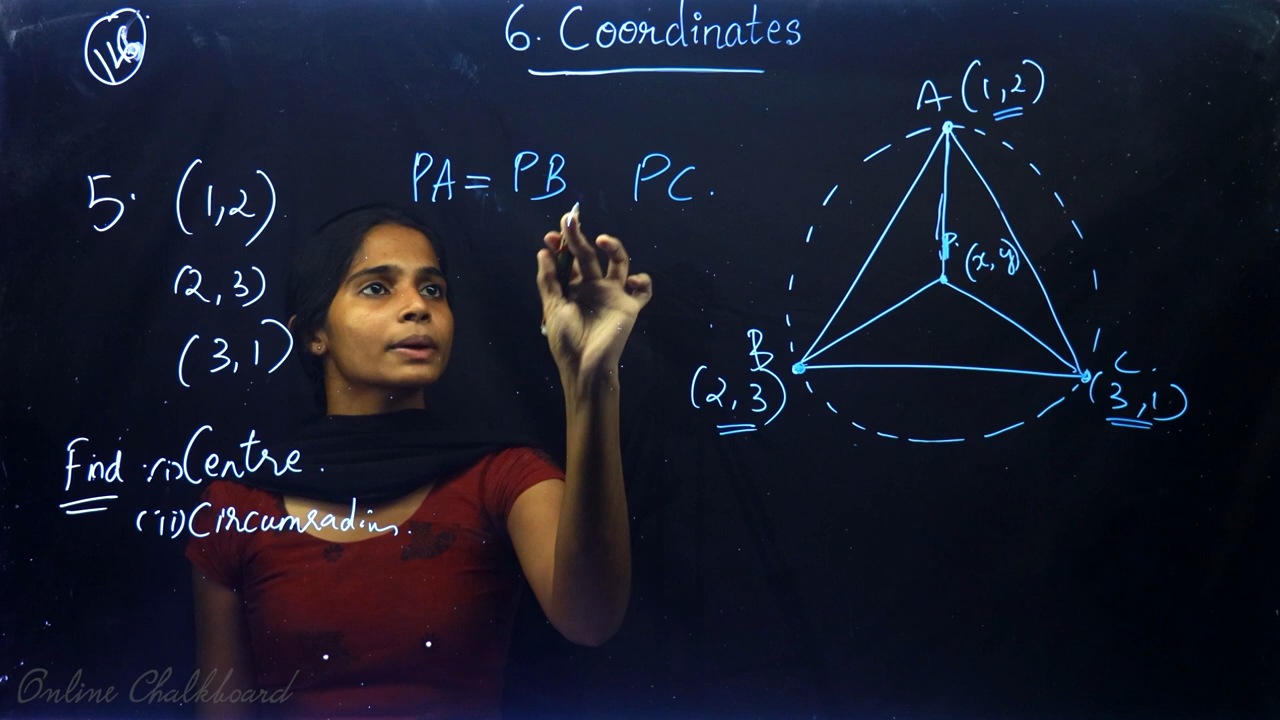 6. Coordinates
5. (1,2)
(2,3)
(3,1)
PA = PB PC.
Find (i) Centre.
(ii) Circumradius.
A (1,2)
P. (x,y)
B
(2,3)
C.
(3,1)
Online Chalkboard